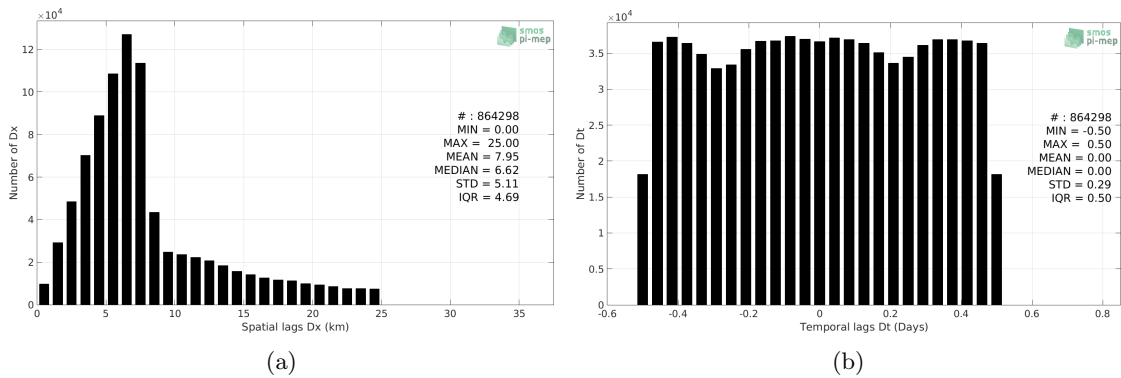 ×10⁴
12
10
8
6
4
2
0
0
5
10
15
20
25
30
35
Number of Dx
Spatial lags Dx (km)
smos
pi-mep
# : 864298
MIN = 0.00
MAX = 25.00
MEAN = 7.95
MEDIAN = 6.62
STD = 5.11
IQR = 4.69
(a)
×10⁴
3.5
3
2.5
2
1.5
1
0.5
0
-0.6
-0.4
-0.2
0
0.2
0.4
0.6
0.8
Number of Dt
Temporal lags Dt (Days)
smos
pi-mep
# : 864298
MIN = -0.50
MAX = 0.50
MEAN = 0.00
MEDIAN = 0.00
STD = 0.29
IQR = 0.50
(b)